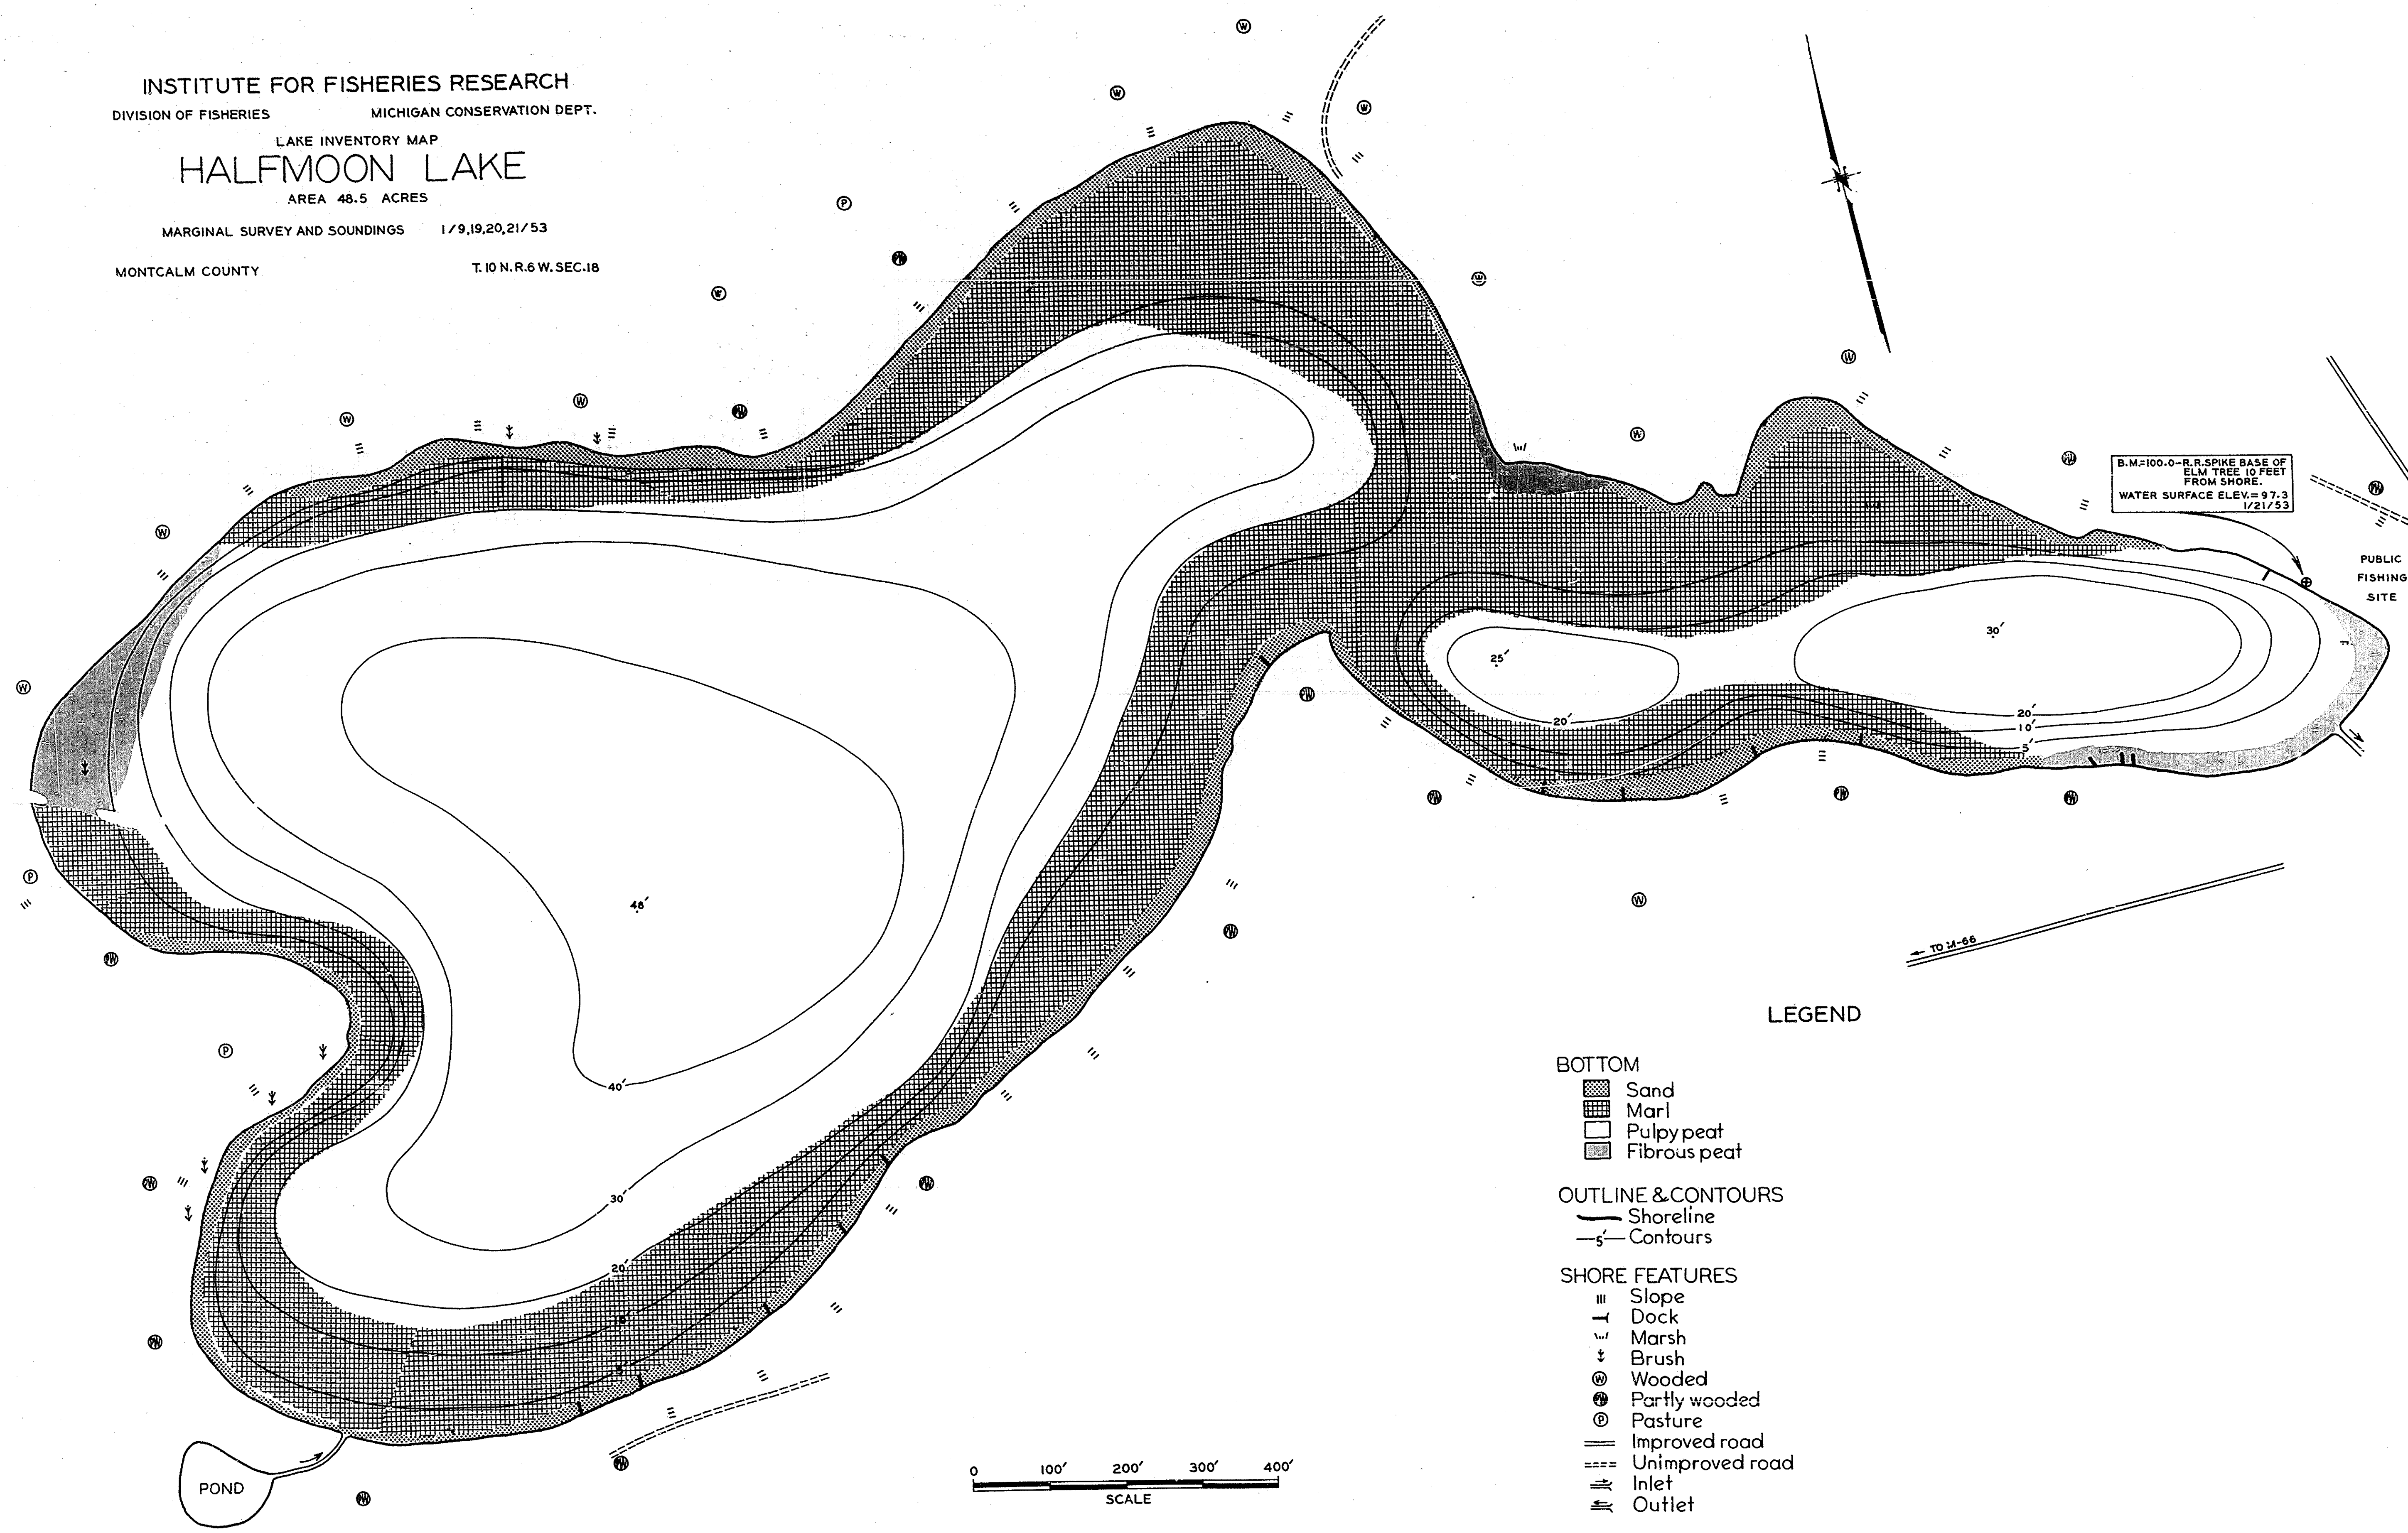 INSTITUTE FOR FISHERIES RESEARCH
DIVISION OF FISHERIES MICHIGAN CONSERVATION DEPT.
LAKE INVENTORY MAP
HALFMOON LAKE
AREA 48.5 ACRES
MARGINAL SURVEY AND SOUNDINGS 1/9,19,20,21/53
MONTCALM COUNTY T. 10 N. R. 6 W. SEC. 18
B.M.=100.0-R.R. SPIKE BASE OF
ELM TREE 10 FEET
FROM SHORE.
WATER SURFACE ELEV.= 97.3
1/21/53
PUBLIC
FISHING
SITE
30'
25'
20'
20'
10'
5'
48'
40'
30'
20'
10'
5'
TO M-66
POND
0 100' 200' 300' 400'
SCALE
LEGEND
BOTTOM
Sand
Marl
Pulpy peat
Fibrous peat
OUTLINE & CONTOURS
Shoreline
5' Contours
SHORE FEATURES
Slope
Dock
Marsh
Brush
W Wooded
PW Partly wooded
P Pasture
Improved road
Unimproved road
Inlet
Outlet